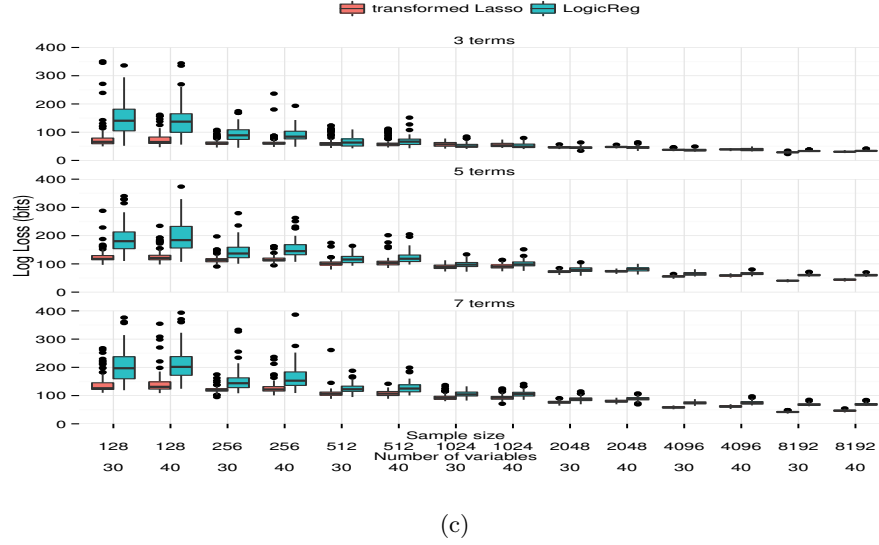 transformed Lasso LogicReg
3 terms
400
300
200
100
0
5 terms
400
300
200
100
0
7 terms
400
300
200
100
0
Log Loss (bits)
Sample size
128 128 256 256 512 512 1024 1024 2048 2048 4096 4096 8192 8192
Number of variables
30 40 30 40 30 40 30 40 30 40 30 40 30 40
(c)